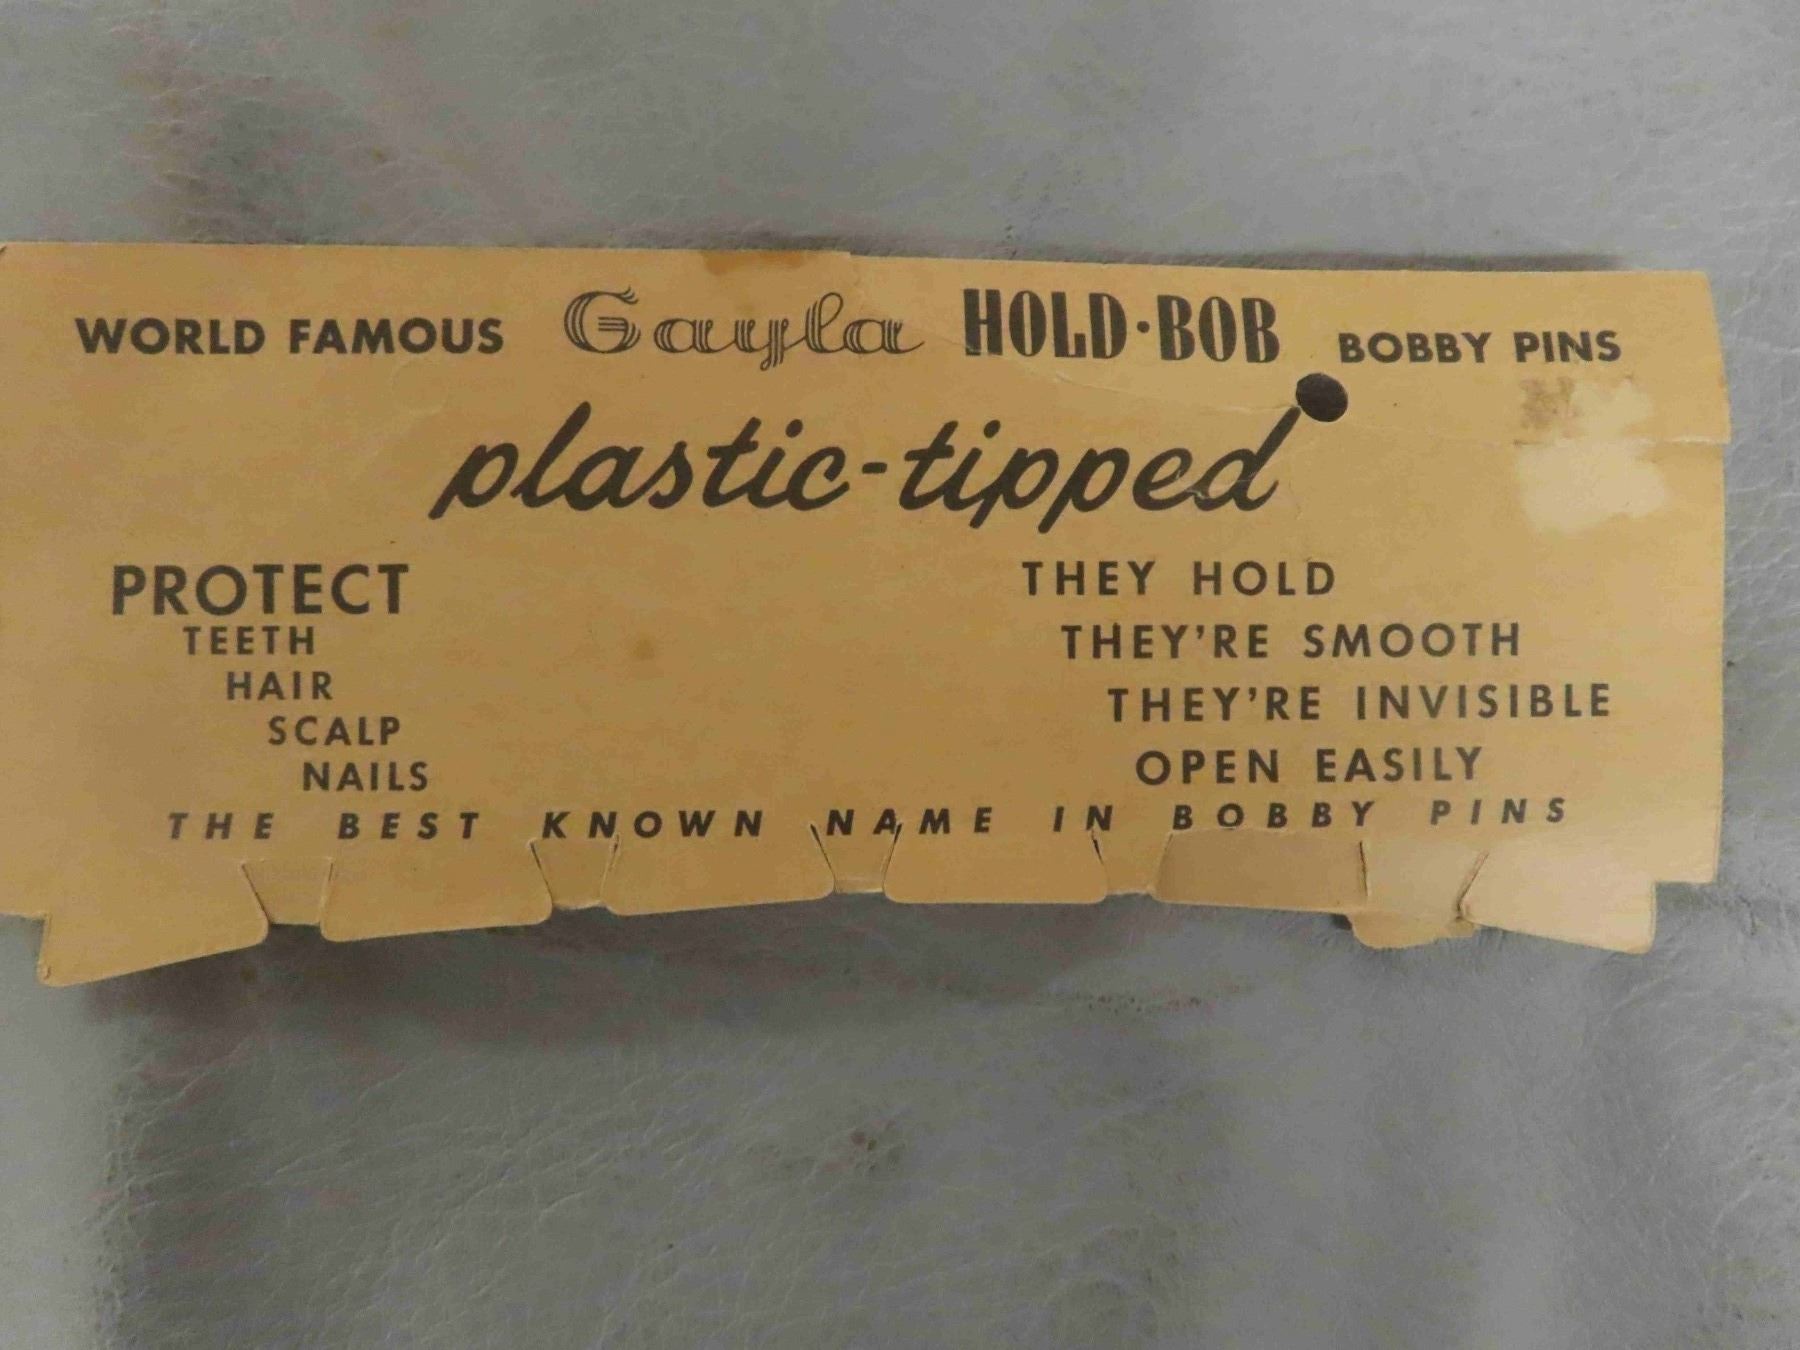 WORLD FAMOUS Gayla HOLD·BOB BOBBY PINS
plastic-tipped
PROTECT
TEETH
HAIR
SCALP
NAILS
THEY HOLD
THEY'RE SMOOTH
THEY'RE INVISIBLE
OPEN EASILY
THE BEST KNOWN NAME IN BOBBY PINS